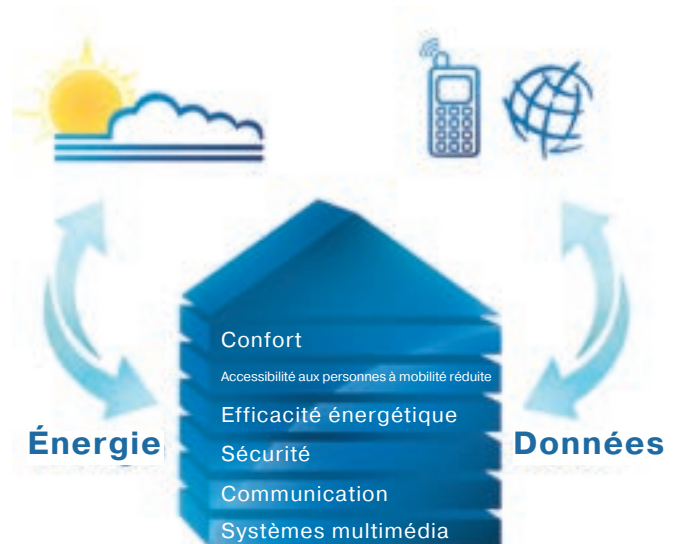 Confort
Accessibilité aux personnes à mobilité réduite
Efficacité énergétique
Énergie
Données
Sécurité
Communication
Systèmes multimédia